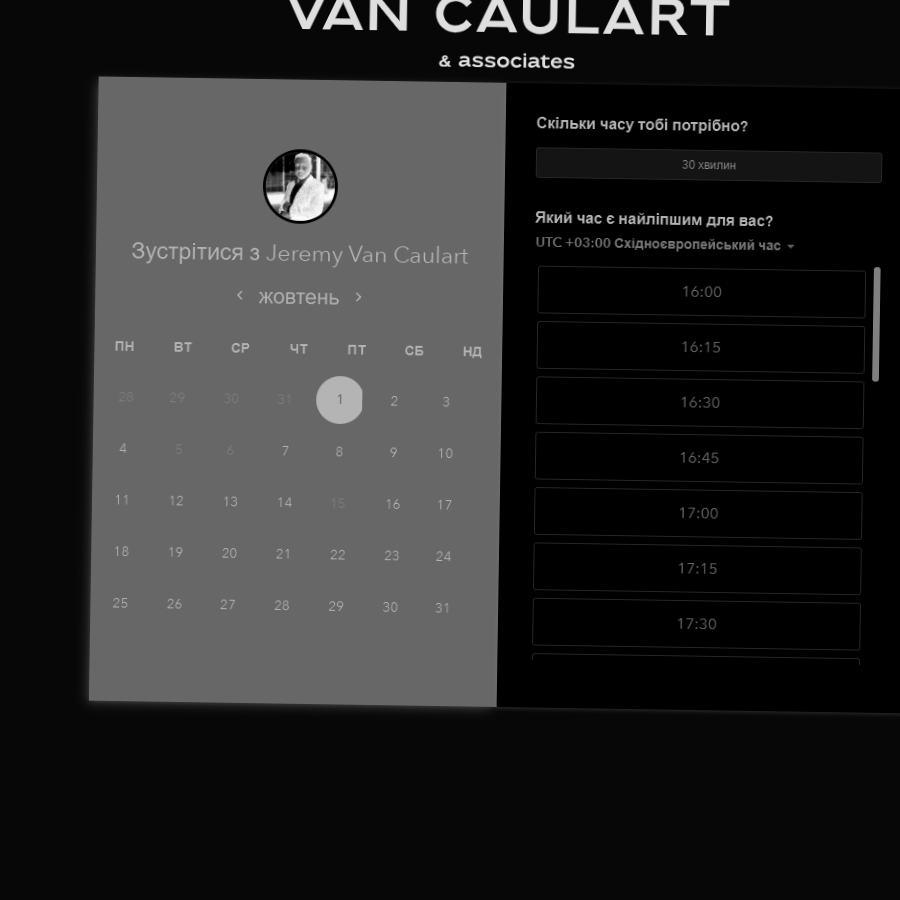 VAN CAULART
& associates
Зустрітися з Jeremy Van Caulart
жовтень
ПН ВТ СР ЧТ ПТ СБ НД
28 29 30 31 1 2 3
4 5 6 7 8 9 10
11 12 13 14 15 16 17
18 19 20 21 22 23 24
25 26 27 28 29 30 31
Скільки часу тобі потрібно?
30 хвилин
Який час є найліпшим для вас?
UTC +03:00 Східноєвропейський час
16:00
16:15
16:30
16:45
17:00
17:15
17:30